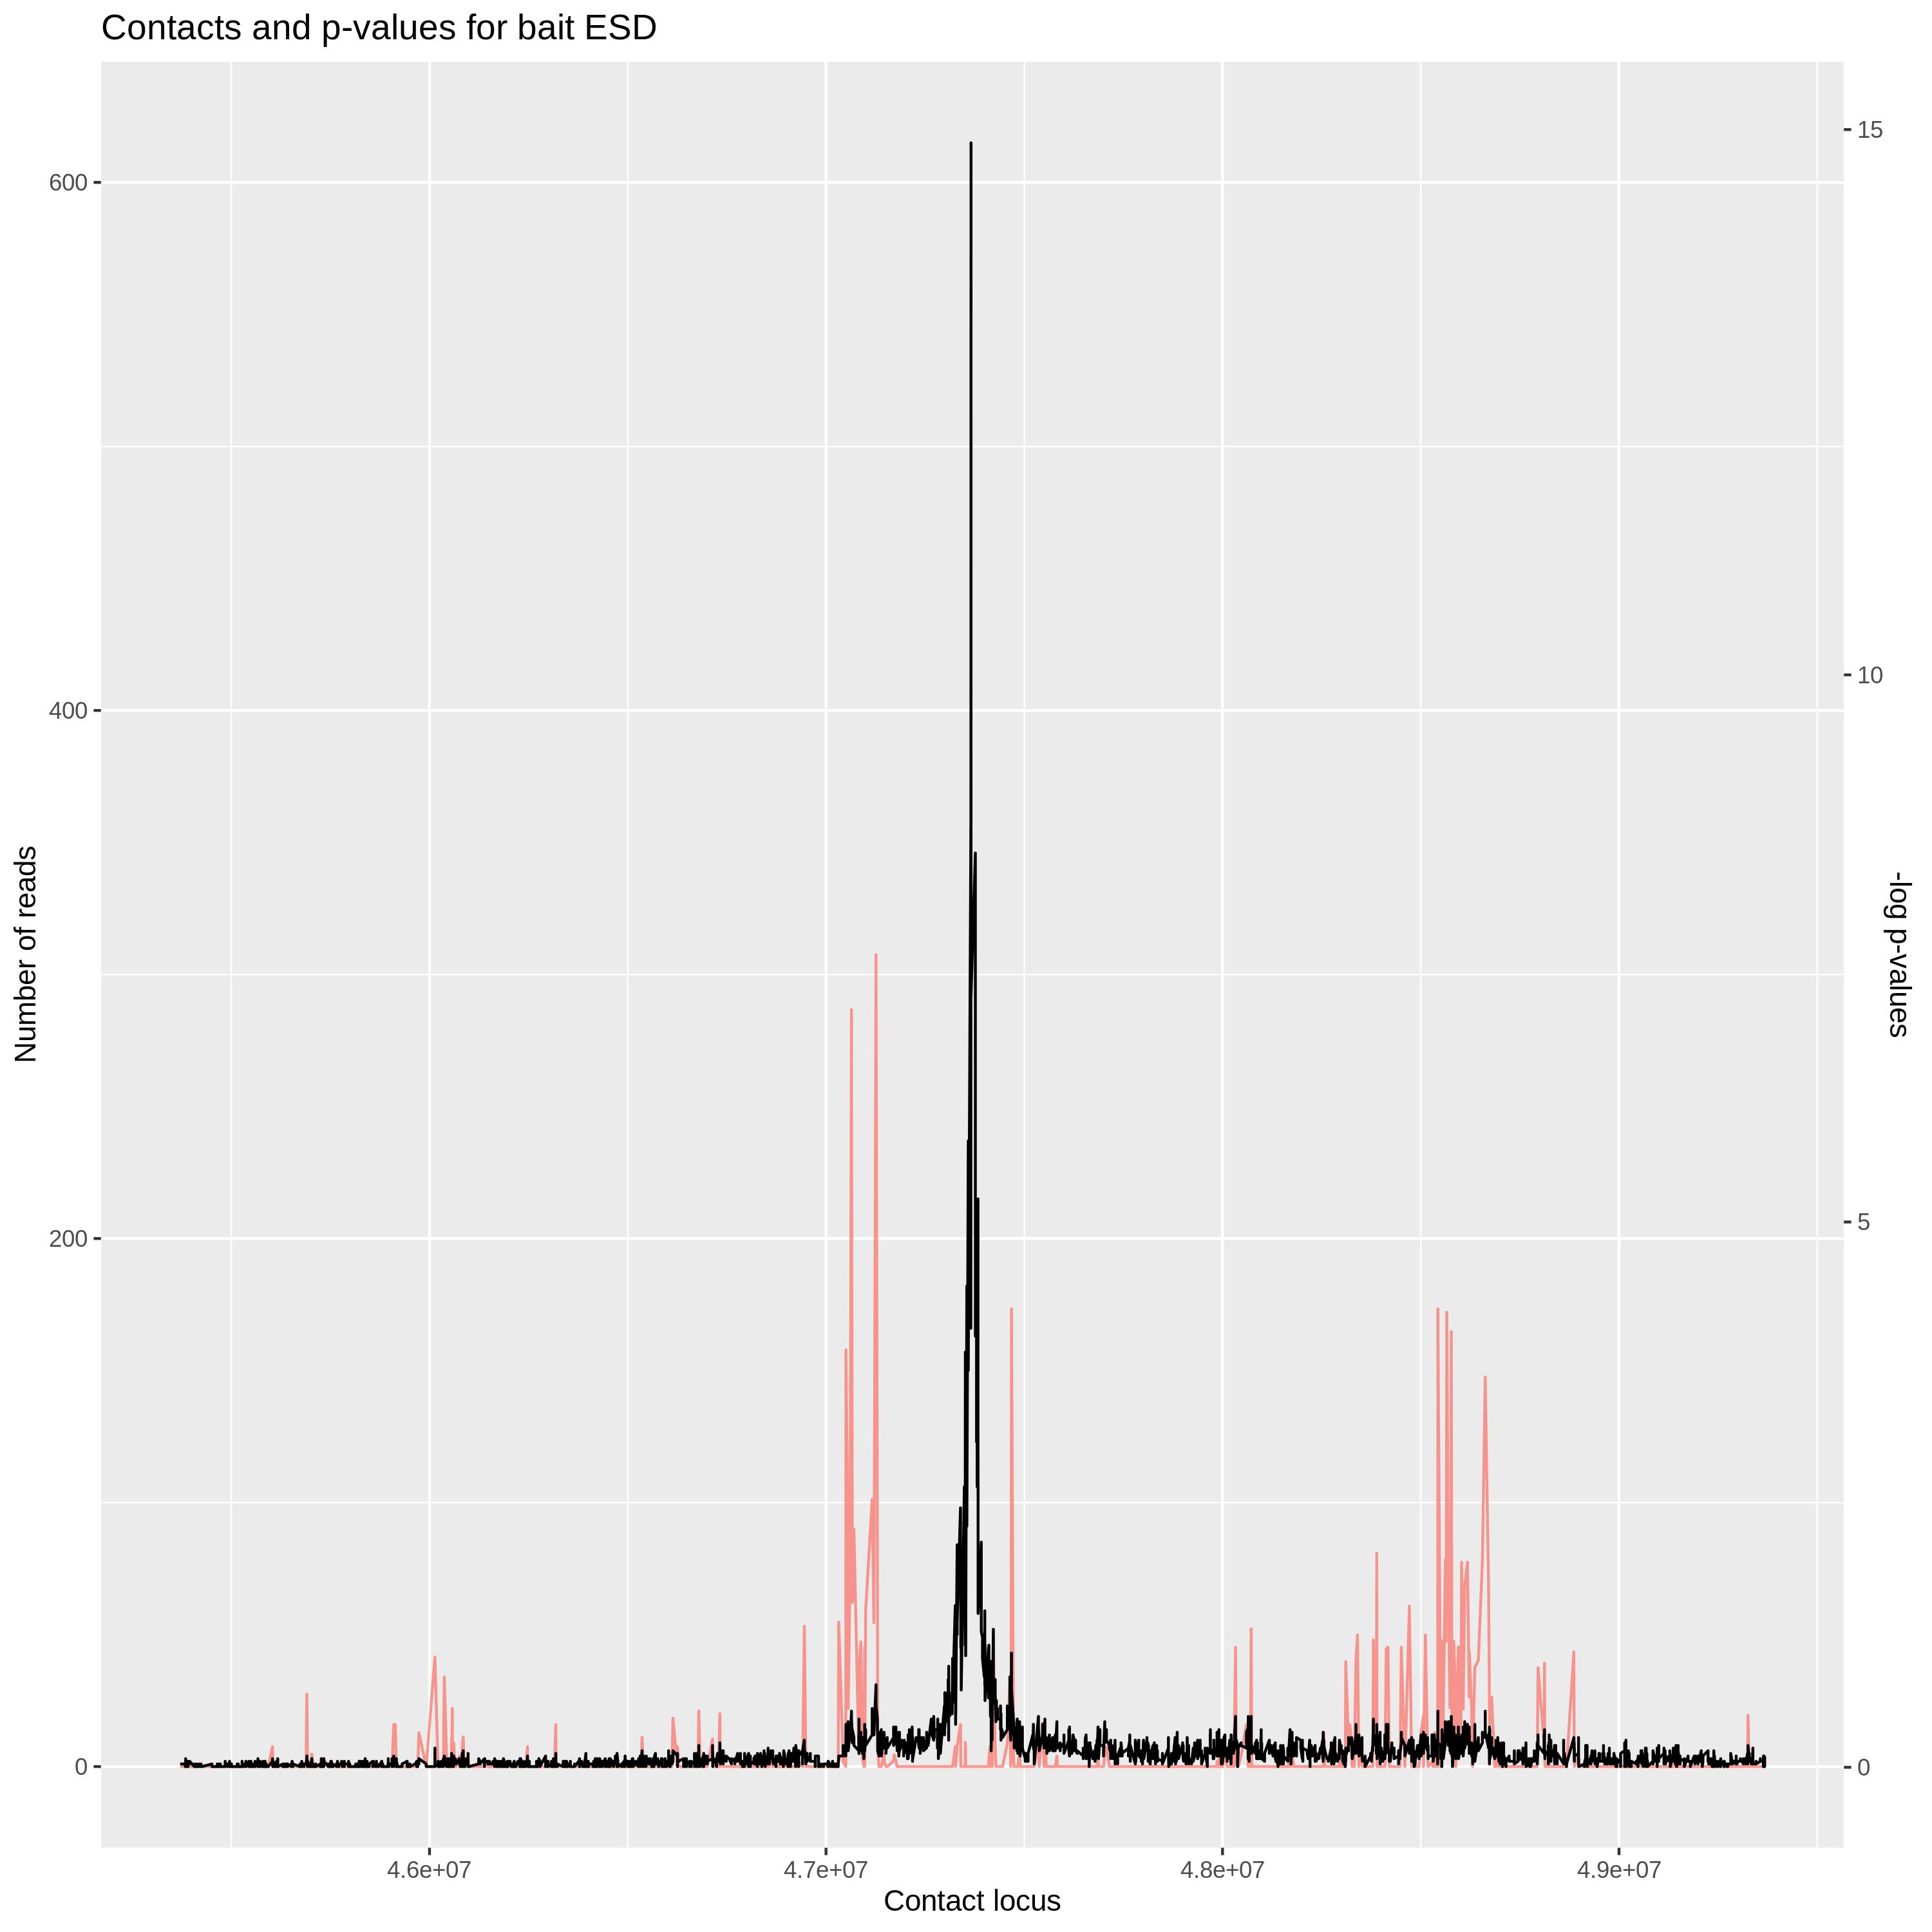 Contacts and p-values for bait ESD
600
400
200
0
Number of reads
15
10
5
0
-log p-values
4.6e+07
4.7e+07
4.8e+07
4.9e+07
Contact locus